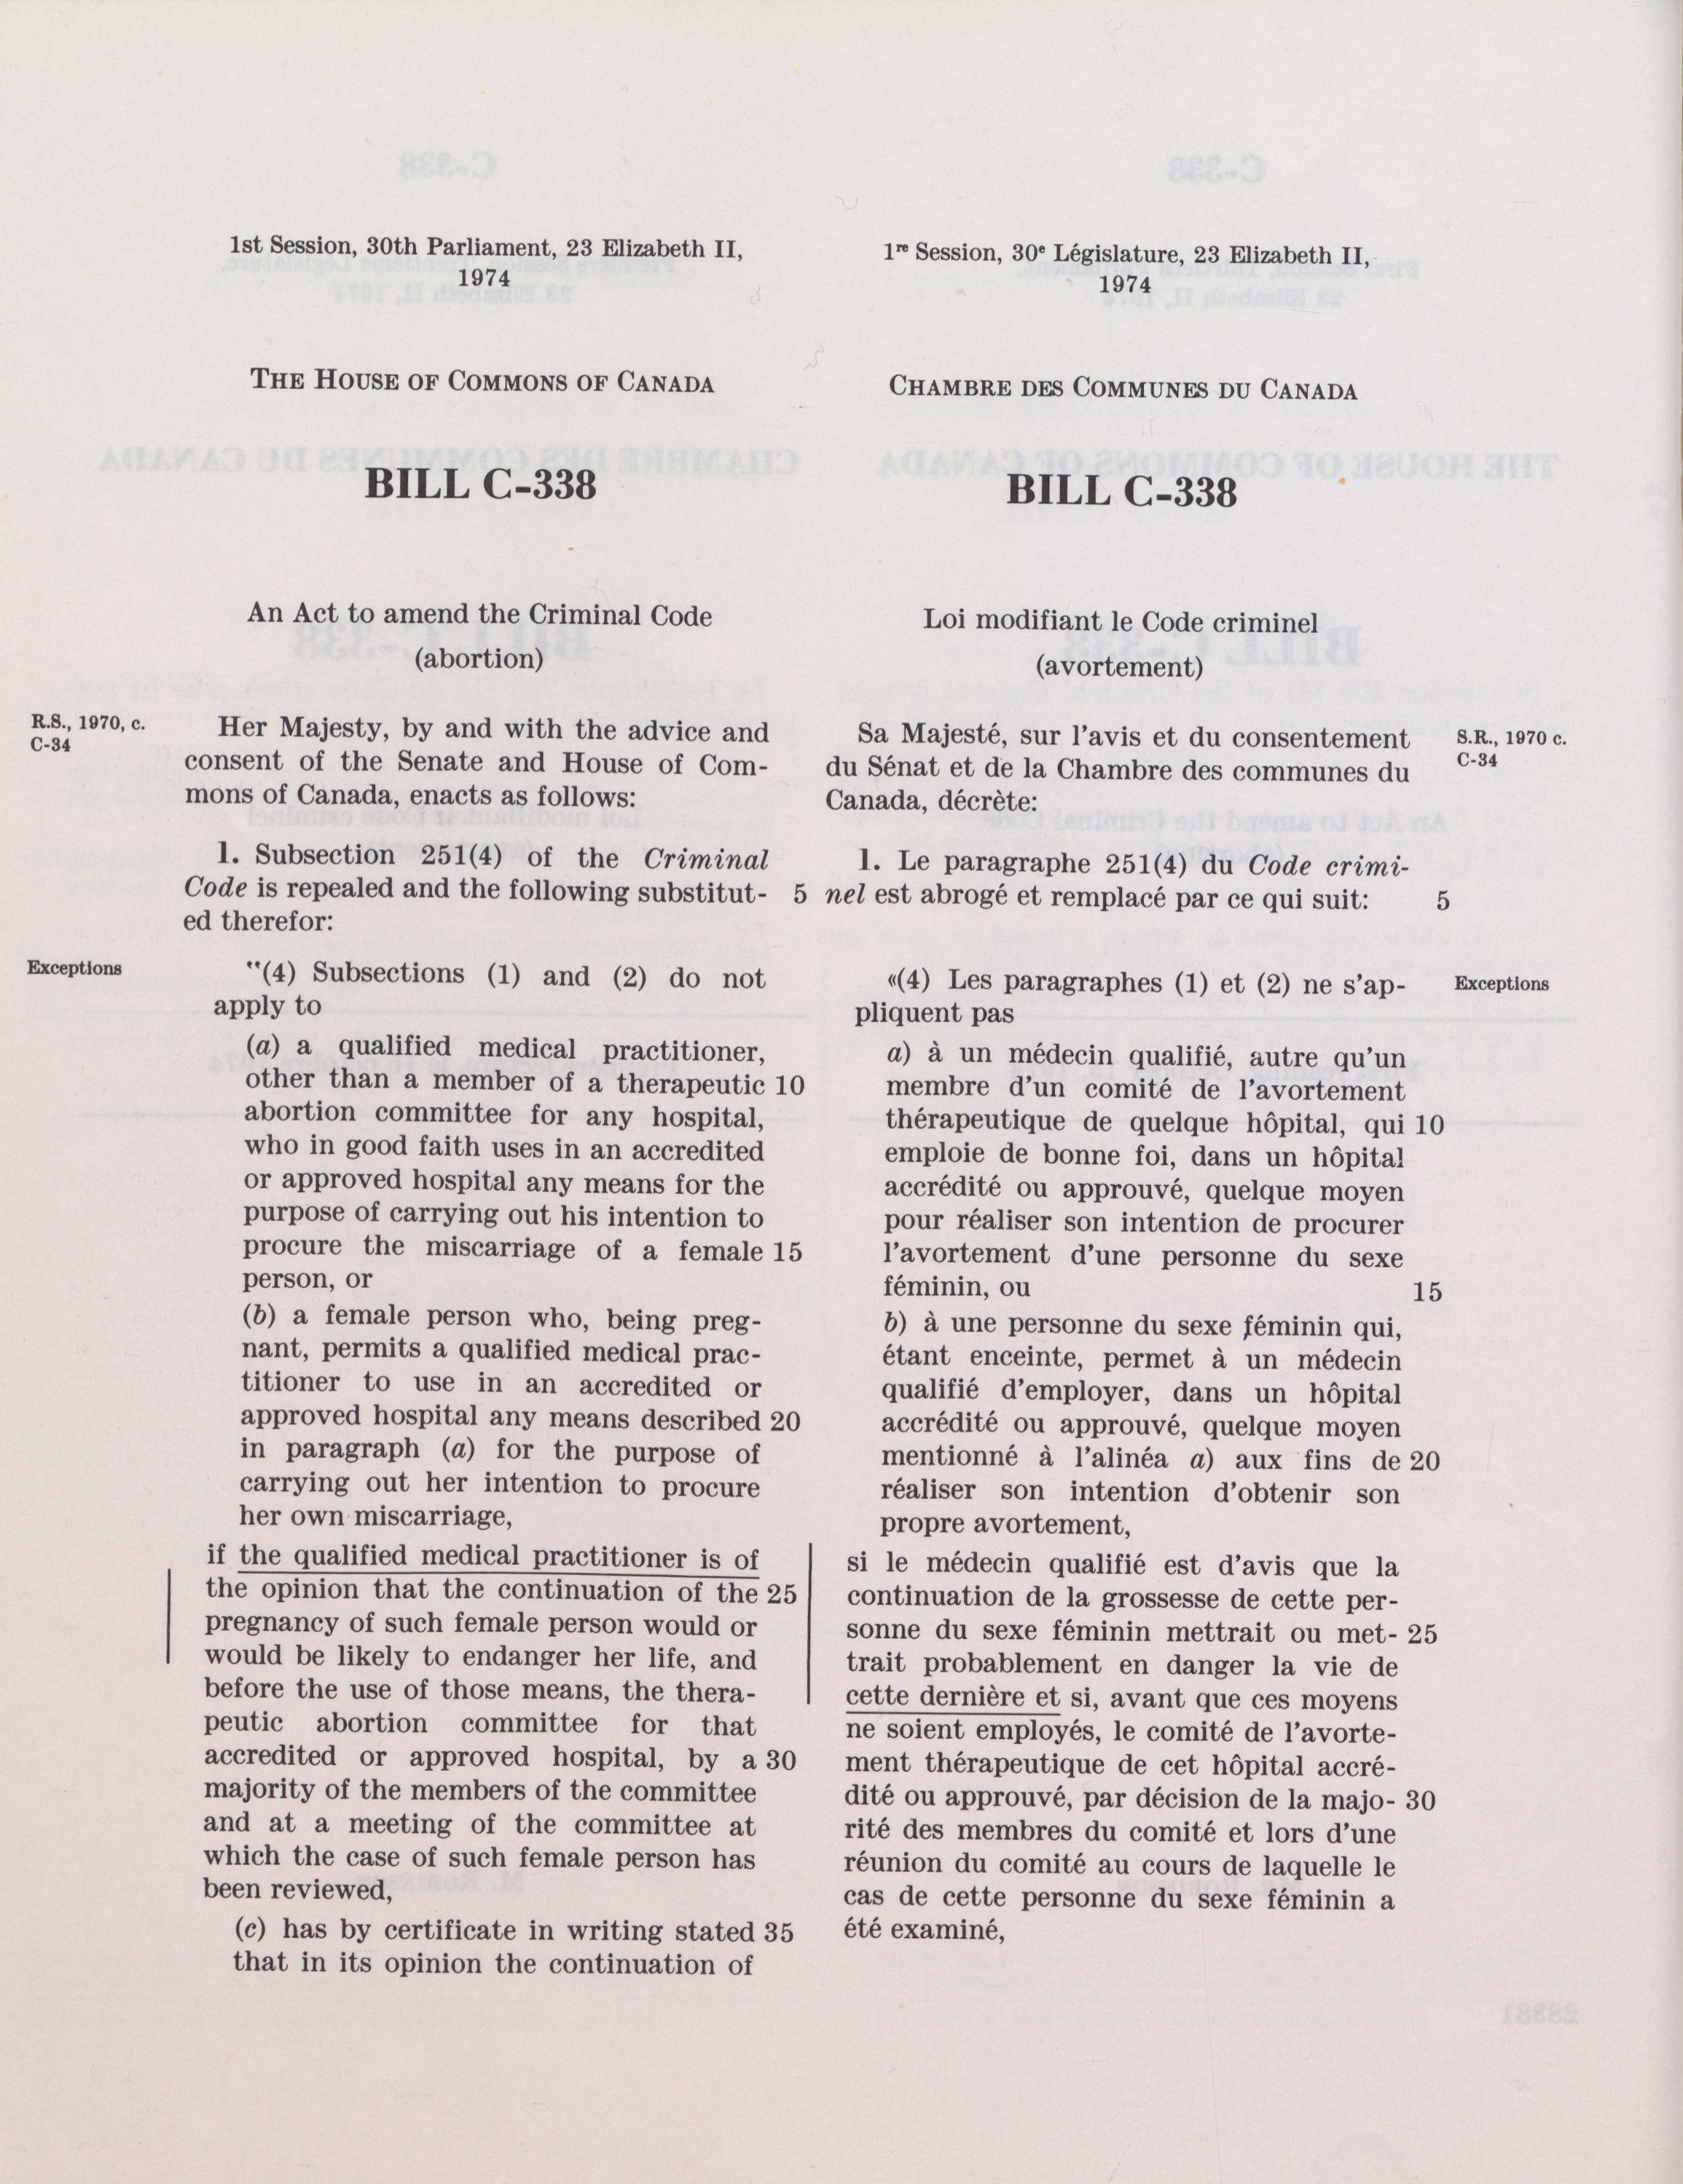 1st Session, 30th Parliament, 23 Elizabeth II,
1974
THE HOUSE OF COMMONS OF CANADA
BILL C-338
An Act to amend the Criminal Code
(abortion)
R.S., 1970, c.
C-34
Her Majesty, by and with the advice and
consent of the Senate and House of Com-
mons of Canada, enacts as follows:
1. Subsection 251(4) of the Criminal
Code is repealed and the following substitut- 5
ed therefor:
Exceptions
"(4) Subsections (1) and (2) do not
apply to
(a) a qualified medical practitioner,
other than a member of a therapeutic 10
abortion committee for any hospital,
who in good faith uses in an accredited
or approved hospital any means for the
purpose of carrying out his intention to
procure the miscarriage of a female 15
person, or
(b) a female person who, being preg-
nant, permits a qualified medical prac-
titioner to use in an accredited or
approved hospital any means described 20
in paragraph (a) for the purpose of
carrying out her intention to procure
her own miscarriage,
if the qualified medical practitioner is of
the opinion that the continuation of the 25
pregnancy of such female person would or
would be likely to endanger her life, and
before the use of those means, the thera-
peutic abortion committee for that
accredited or approved hospital, by a 30
majority of the members of the committee
and at a meeting of the committee at
which the case of such female person has
been reviewed,
(c) has by certificate in writing stated 35
that in its opinion the continuation of
1re Session, 30e Législature, 23 Elizabeth II,
1974
CHAMBRE DES COMMUNES DU CANADA
BILL C-338
Loi modifiant le Code criminel
(avortement)
Sa Majesté, sur l'avis et du consentement
du Sénat et de la Chambre des communes du
Canada, décrète:
S.R., 1970 c.
C-34
1. Le paragraphe 251(4) du Code crimi-
nel est abrogé et remplacé par ce qui suit: 5
«(4) Les paragraphes (1) et (2) ne s'ap-
pliquent pas
Exceptions
a) à un médecin qualifié, autre qu'un
membre d'un comité de l'avortement
thérapeutique de quelque hôpital, qui 10
emploie de bonne foi, dans un hôpital
accrédité ou approuvé, quelque moyen
pour réaliser son intention de procurer
l'avortement d'une personne du sexe
féminin, ou 15
b) à une personne du sexe féminin qui,
étant enceinte, permet à un médecin
qualifié d'employer, dans un hôpital
accrédité ou approuvé, quelque moyen
mentionné à l'alinéa a) aux fins de 20
réaliser son intention d'obtenir son
propre avortement,
si le médecin qualifié est d'avis que la
continuation de la grossesse de cette per-
sonne du sexe féminin mettrait ou met- 25
trait probablement en danger la vie de
cette dernière et si, avant que ces moyens
ne soient employés, le comité de l'avorte-
ment thérapeutique de cet hôpital accré-
dité ou approuvé, par décision de la majo- 30
rité des membres du comité et lors d'une
réunion du comité au cours de laquelle le
cas de cette personne du sexe féminin a
été examiné,